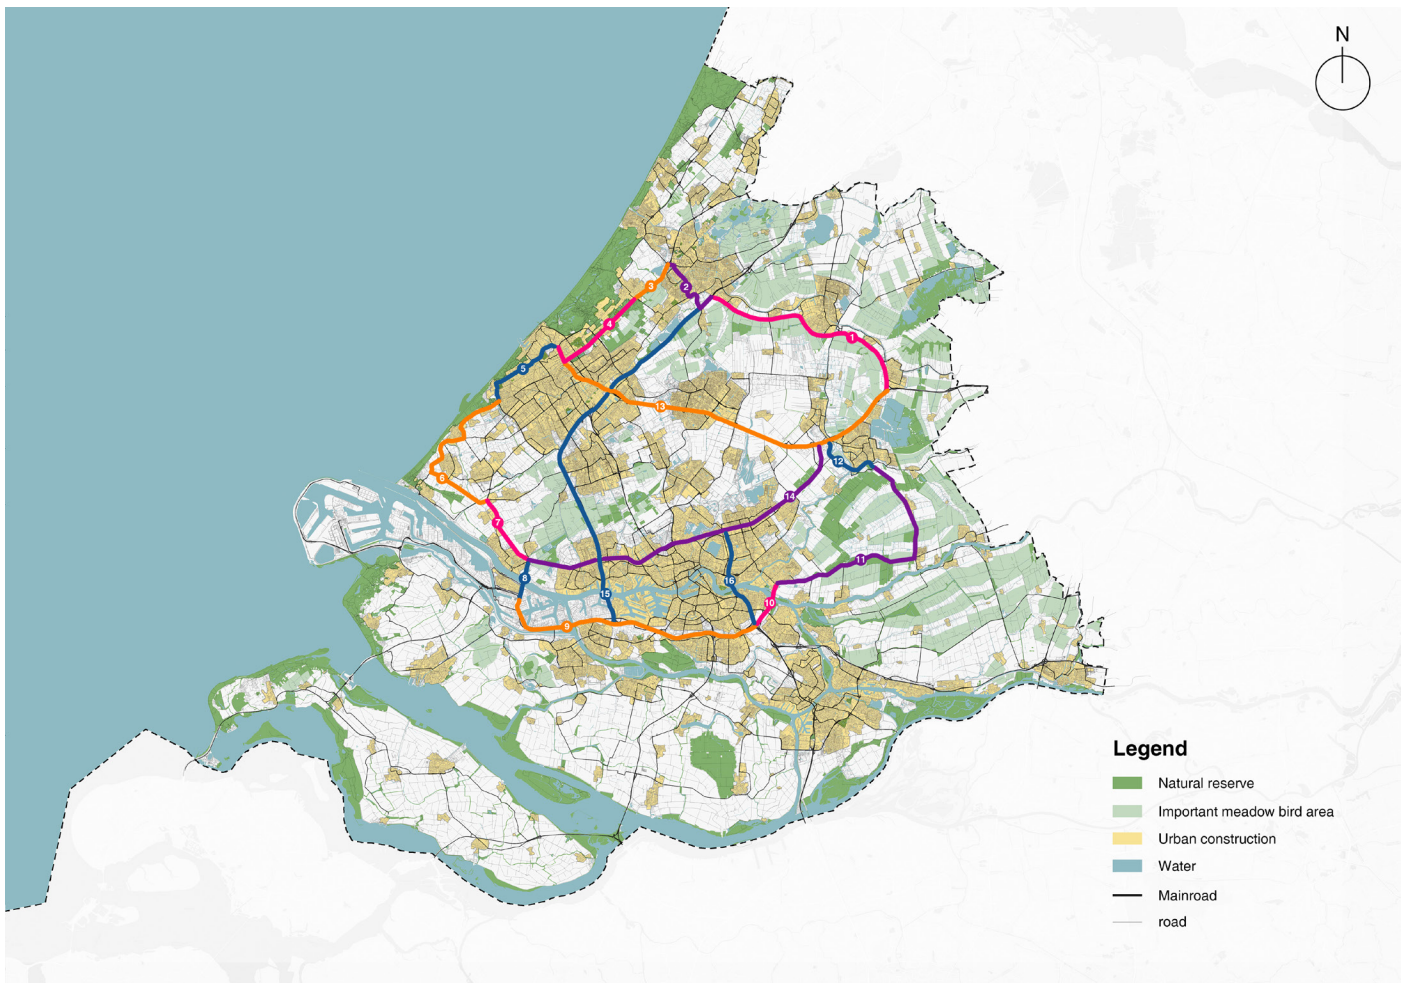 N
3
2
4
1
5
13
6
12
14
7
11
8
16
15
10
9
Legend
Natural reserve
Important meadow bird area
Urban construction
Water
Mainroad
road